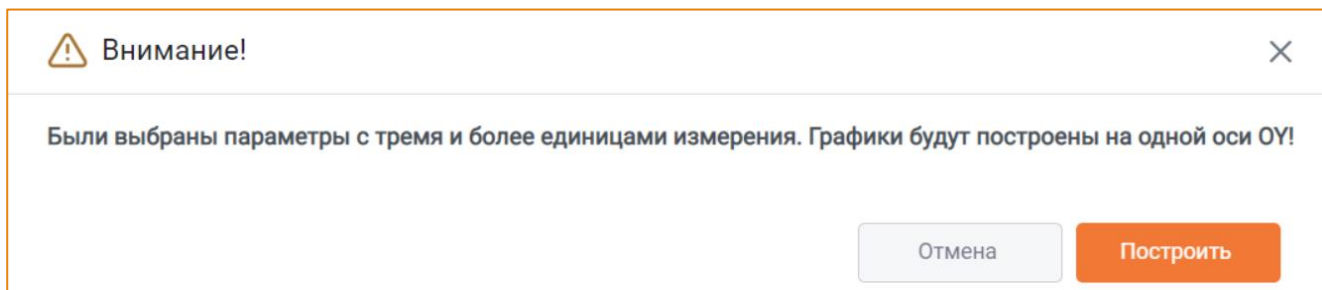 Внимание!
Были выбраны параметры с тремя и более единицами измерения. Графики будут построены на одной оси OY!
Отмена
Построить